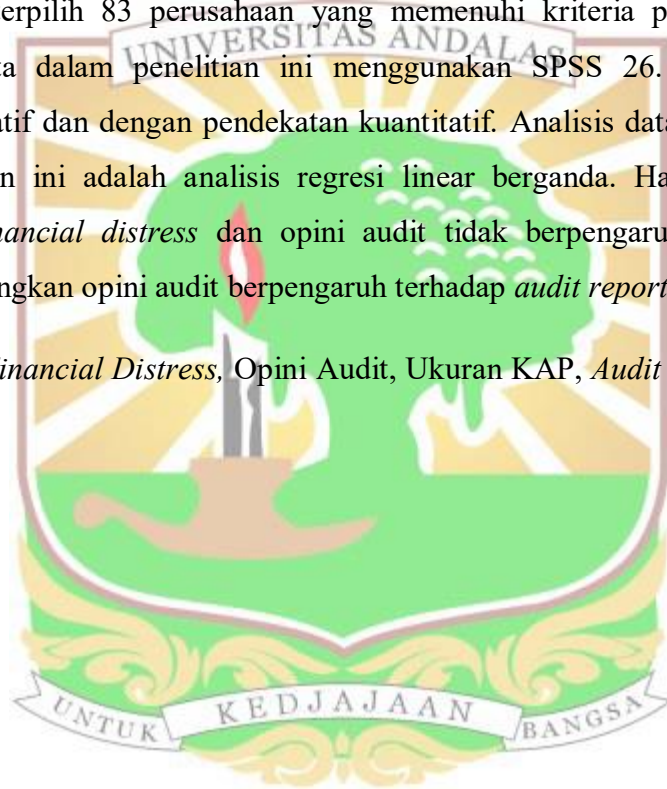 erpilih 83 perusahaan yang memenuhi kriteria p
UNIVERSITAS ANDALAS
ta dalam penelitian ini menggunakan SPSS 26.
atif dan dengan pendekatan kuantitatif. Analisis data
n ini adalah analisis regresi linear berganda. Ha
nancial distress dan opini audit tidak berpengaru
ngkan opini audit berpengaruh terhadap audit report
inancial Distress, Opini Audit, Ukuran KAP, Audit
UNTUK KEDJAJAAN BANGSA